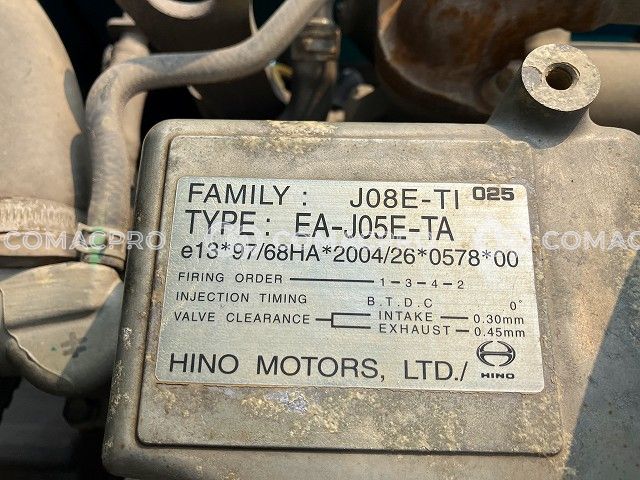 FAMILY : J08E-TI 025
TYPE : EA-J05E-TA
COMACPRO COMACPRO COMAC
e13*97/68HA*2004/26*0578*00
FIRING ORDER 1-3-4-2
INJECTION TIMING B.T.D.C 0°
VALVE CLEARANCE INTAKE 0.30mm
EXHAUST 0.45mm
HINO MOTORS, LTD./ HINO